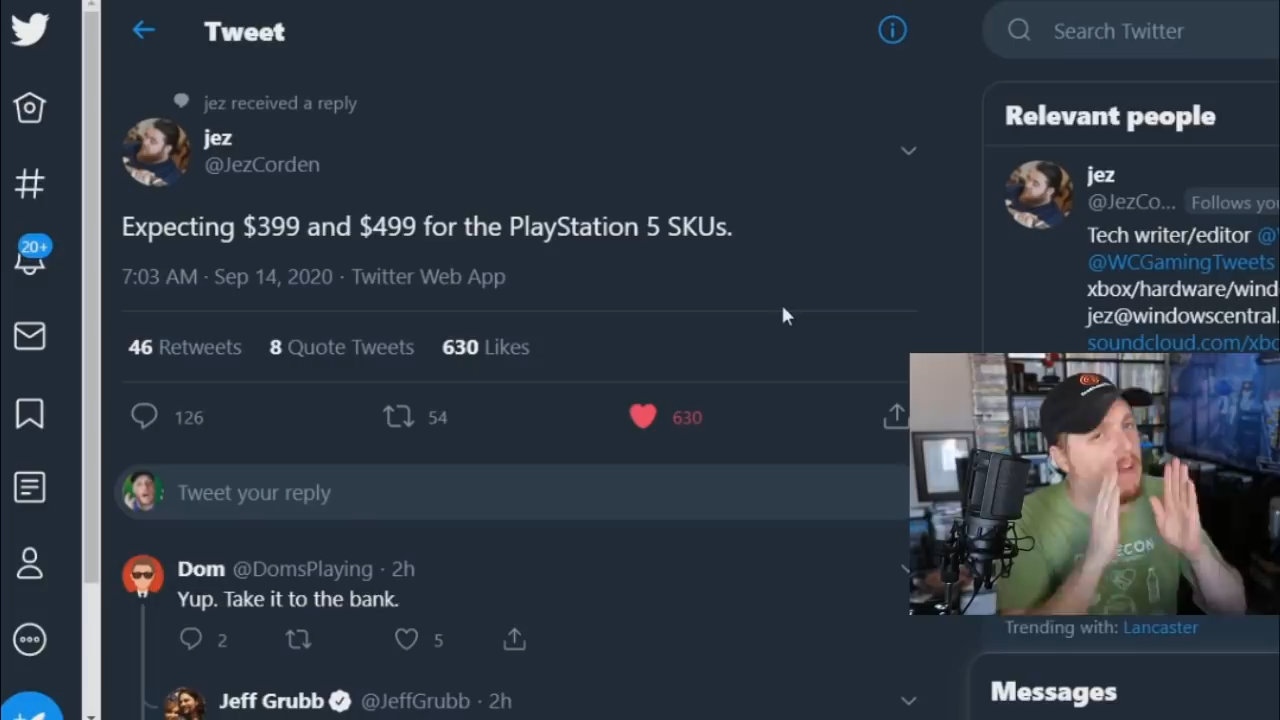 Tweet
Search Twitter
jez received a reply
jez
@JezCorden
Expecting $399 and $499 for the PlayStation 5 SKUs.
7:03 AM · Sep 14, 2020 · Twitter Web App
46 Retweets 8 Quote Tweets 630 Likes
126 54 630
Tweet your reply
Dom @DomsPlaying · 2h
Yup. Take it to the bank.
2 5
Jeff Grubb @JeffGrubb · 2h
20+
Relevant people
jez
@JezCo... Follows you
Tech writer/editor @
@WCGamingTweets
xbox/hardware/wind
jez@windowscentral.
soundcloud.com/xbo
Trending with: Lancaster
Messages